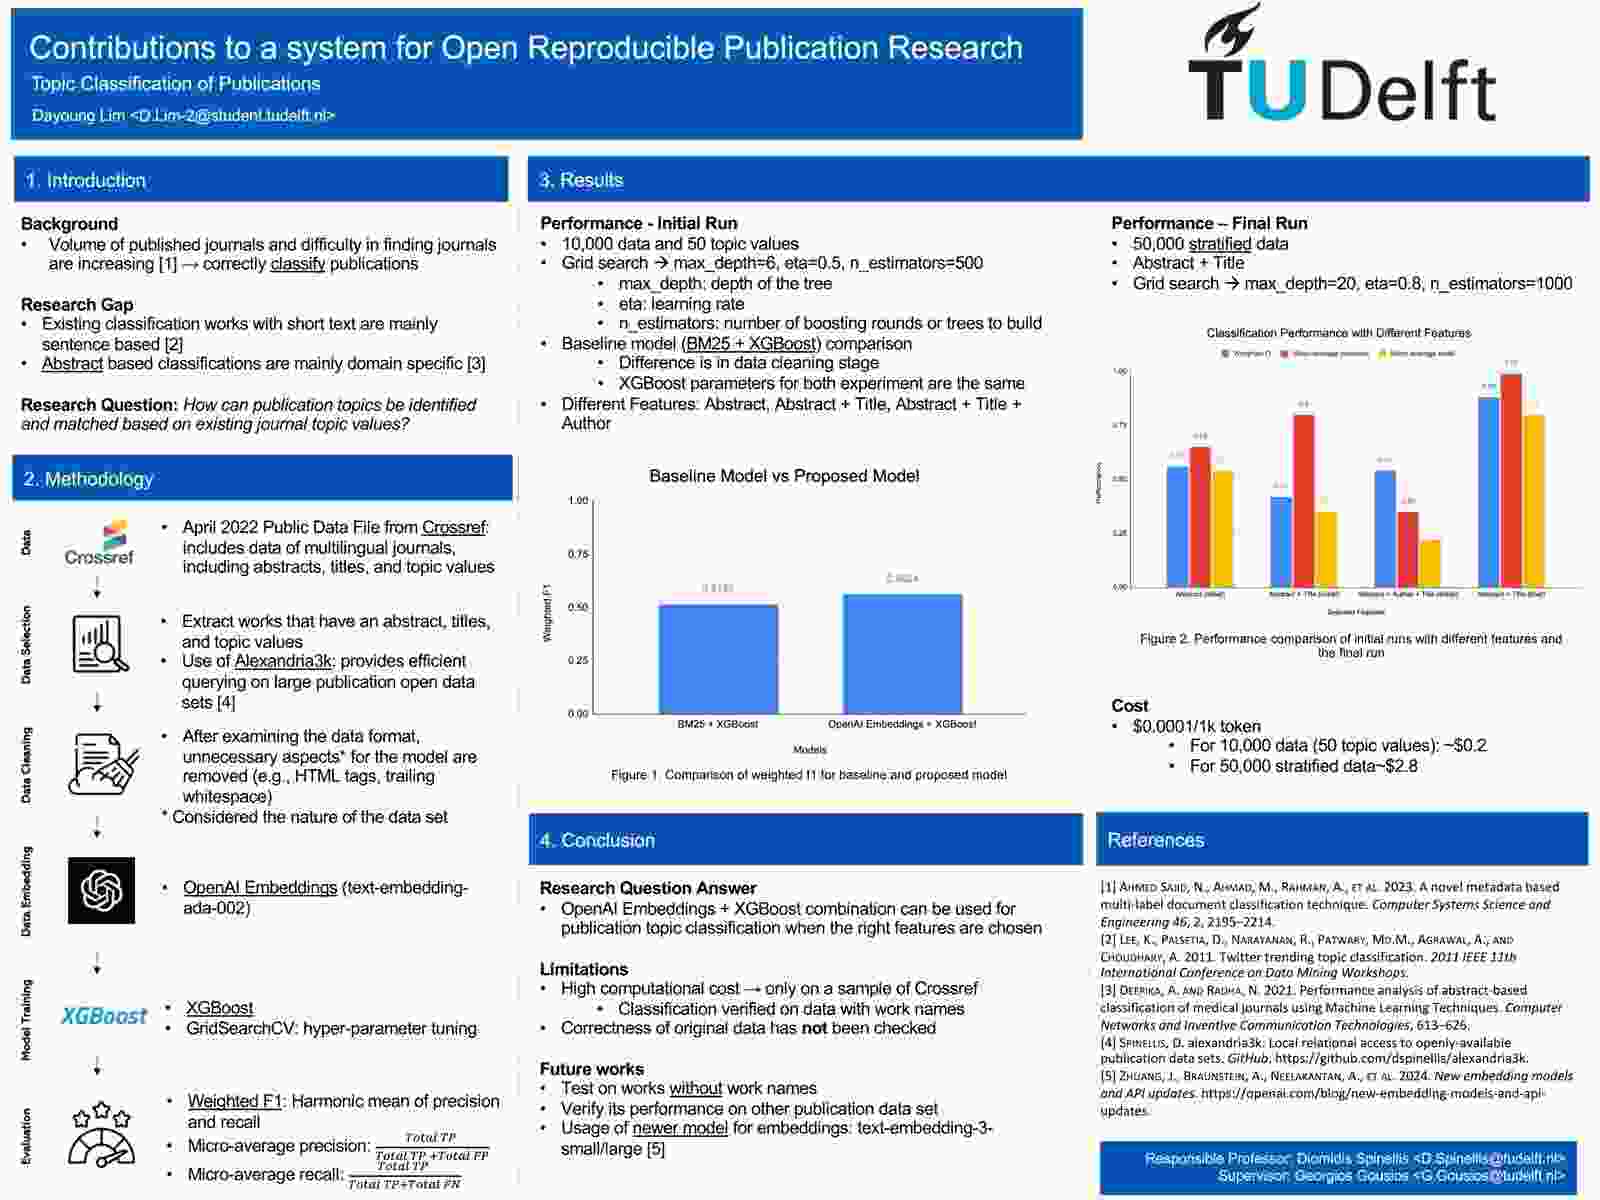 Contributions to a system for Open Reproducible Publication Research
Topic Classification of Publications
Dayoung Lim <D.Lim-2@student.tudelft.nl>
TUDelft
1. Introduction
Background
• Volume of published journals and difficulty in finding journals
are increasing [1] → correctly classify publications
Research Gap
• Existing classification works with short text are mainly
sentence based [2]
• Abstract based classifications are mainly domain specific [3]
Research Question: How can publication topics be identified
and matched based on existing journal topic values?
2. Methodology
Data
Crossref
• April 2022 Public Data File from Crossref:
includes data of multilingual journals,
including abstracts, titles, and topic values
Data Selection
• Extract works that have an abstract, titles,
and topic values
• Use of Alexandria3k: provides efficient
querying on large publication open data
sets [4]
Data Cleaning
• After examining the data format,
unnecessary aspects* for the model are
removed (e.g., HTML tags, trailing
whitespace)
* Considered the nature of the data set
Data Embedding
• OpenAI Embeddings (text-embedding-
ada-002)
Model Training
XGBoost
• XGBoost
• GridSearchCV: hyper-parameter tuning
Evaluation
• Weighted F1: Harmonic mean of precision
and recall
• Micro-average precision: Total TP / Total TP +Total FP
• Micro-average recall: Total TP / Total TP+Total FN
3. Results
Performance - Initial Run
• 10,000 data and 50 topic values
• Grid search → max_depth=6, eta=0.5, n_estimators=500
• max_depth: depth of the tree
• eta: learning rate
• n_estimators: number of boosting rounds or trees to build
• Baseline model (BM25 + XGBoost) comparison
• Difference is in data cleaning stage
• XGBoost parameters for both experiment are the same
• Different Features: Abstract, Abstract + Title, Abstract + Title +
Author
Baseline Model vs Proposed Model
1.00
0.75
0.50
0.25
0.00
Weighted F1
BM25 + XGBoost
OpenAI Embeddings + XGBoost
Models
Figure 1. Comparison of weighted f1 for baseline and proposed model
Performance – Final Run
• 50,000 stratified data
• Abstract + Title
• Grid search → max_depth=20, eta=0.8, n_estimators=1000
Classification Performance with Different Features
1.00
0.75
0.50
0.25
0.00
Figure 2. Performance comparison of initial runs with different features and
the final run
Cost
• $0.0001/1k token
• For 10,000 data (50 topic values): ~$0.2
• For 50,000 stratified data~$2.8
4. Conclusion
Research Question Answer
• OpenAI Embeddings + XGBoost combination can be used for
publication topic classification when the right features are chosen
Limitations
• High computational cost → only on a sample of Crossref
• Classification verified on data with work names
• Correctness of original data has not been checked
Future works
• Test on works without work names
• Verify its performance on other publication data set
• Usage of newer model for embeddings: text-embedding-3-
small/large [5]
References
[1] Ahmed Sajid, N., Ahmad, M., Rahman, A., et al. 2023. A novel metadata based
multi-label document classification technique. Computer Systems Science and
Engineering 46, 2, 2195–2214.
[2] Lee, K., Palsetia, D., Narayanan, R., Patwary, Md.M., Agrawal, A., and
Choudhary, A. 2011. Twitter trending topic classification. 2011 IEEE 11th
International Conference on Data Mining Workshops.
[3] Deepika, A. and Radha, N. 2021. Performance analysis of abstract-based
classification of medical journals using Machine Learning Techniques. Computer
Networks and Inventive Communication Technologies, 613–626.
[4] Spinellis, D. alexandria3k: Local relational access to openly-available
publication data sets. GitHub. https://github.com/dspinellis/alexandria3k.
[5] Zhuang, J., Braunstein, A., Neelakantan, A., et al. 2024. New embedding models
and API updates. https://openai.com/blog/new-embedding-models-and-api-
updates.
Responsible Professor: Diomidis Spinellis <D.Spinellis@tudelft.nl>
Supervisor: Georgios Gousios <G.Gousios@tudelft.nl>